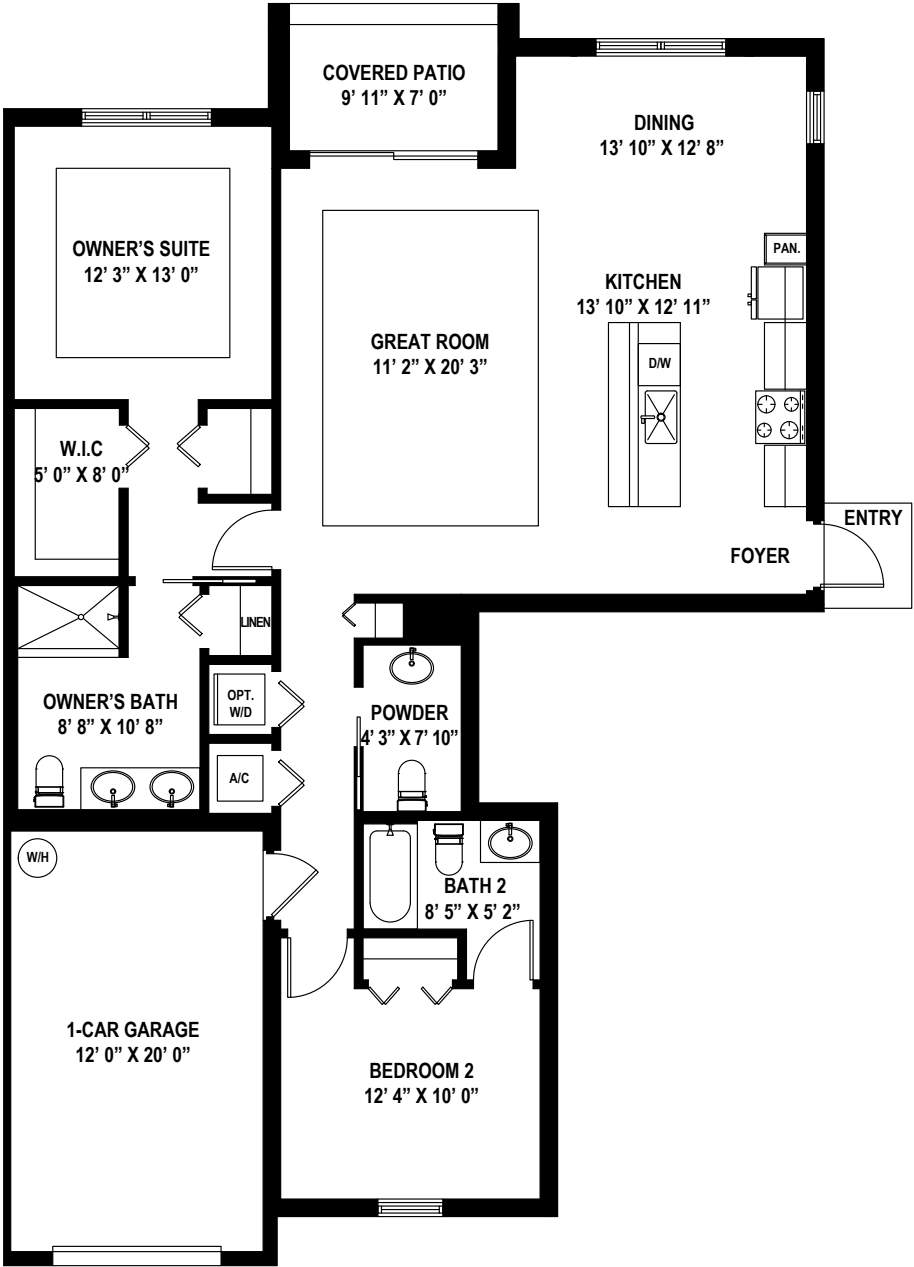 COVERED PATIO
9’ 11” X 7’ 0”
DINING
13’ 10” X 12’ 8”
OWNER’S SUITE
12’ 3” X 13’ 0”
PAN.
KITCHEN
13’ 10” X 12’ 11”
GREAT ROOM
11’ 2” X 20’ 3”
D/W
W.I.C
5’ 0” X 8’ 0”
ENTRY
FOYER
LINEN
OPT.
W/D
OWNER’S BATH
8’ 8” X 10’ 8”
POWDER
4’ 3” X 7’ 10”
A/C
W/H
BATH 2
8’ 5” X 5’ 2”
1-CAR GARAGE
12’ 0” X 20’ 0”
BEDROOM 2
12’ 4” X 10’ 0”